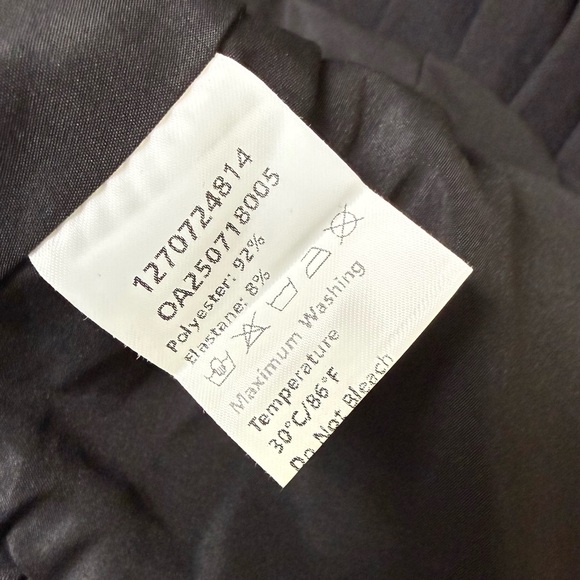 1270724814
OA250718005
Polyester: 92%
Elastane: 8%
Maximum Washing
Temperature
30°C/86°F
Do Not Bleach